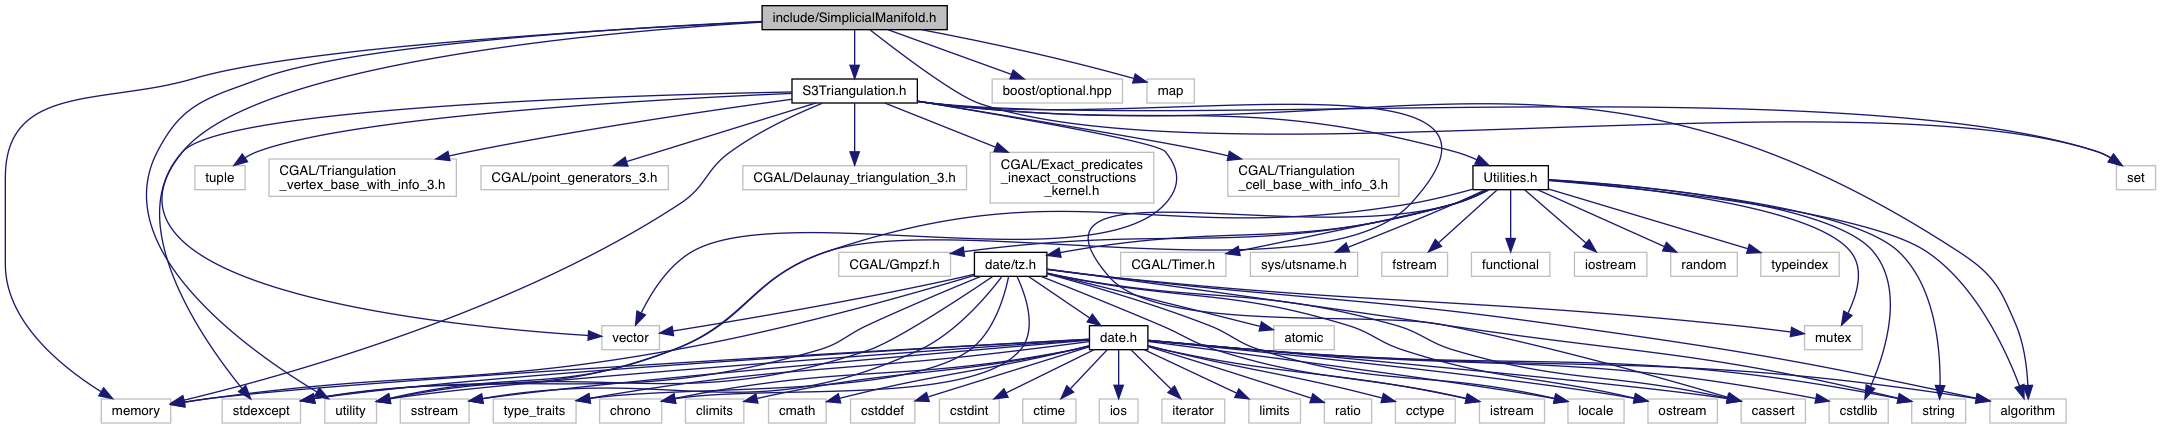 include/SimplicialManifold.h
S3Triangulation.h
boost/optional.hpp
map
tuple
CGAL/Triangulation
_vertex_base_with_info_3.h
CGAL/point_generators_3.h
CGAL/Delaunay_triangulation_3.h
CGAL/Exact_predicates
_inexact_constructions
_kernel.h
CGAL/Triangulation
_cell_base_with_info_3.h
Utilities.h
set
CGAL/Gmpzf.h
date/tz.h
CGAL/Timer.h
sys/utsname.h
fstream
functional
iostream
random
typeindex
vector
date.h
atomic
mutex
memory
stdexcept
utility
sstream
type_traits
chrono
climits
cmath
cstddef
cstdint
ctime
ios
iterator
limits
ratio
cctype
istream
locale
ostream
cassert
cstdlib
string
algorithm